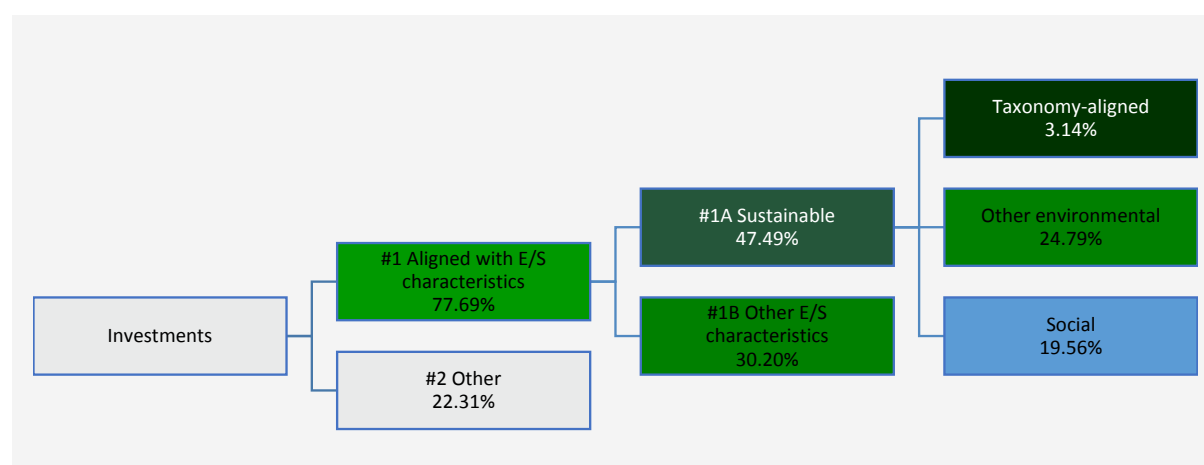 Investments
#1 Aligned with E/S
characteristics
77.69%
#2 Other
22.31%
#1A Sustainable
47.49%
#1B Other E/S
characteristics
30.20%
Taxonomy-aligned
3.14%
Other environmental
24.79%
Social
19.56%